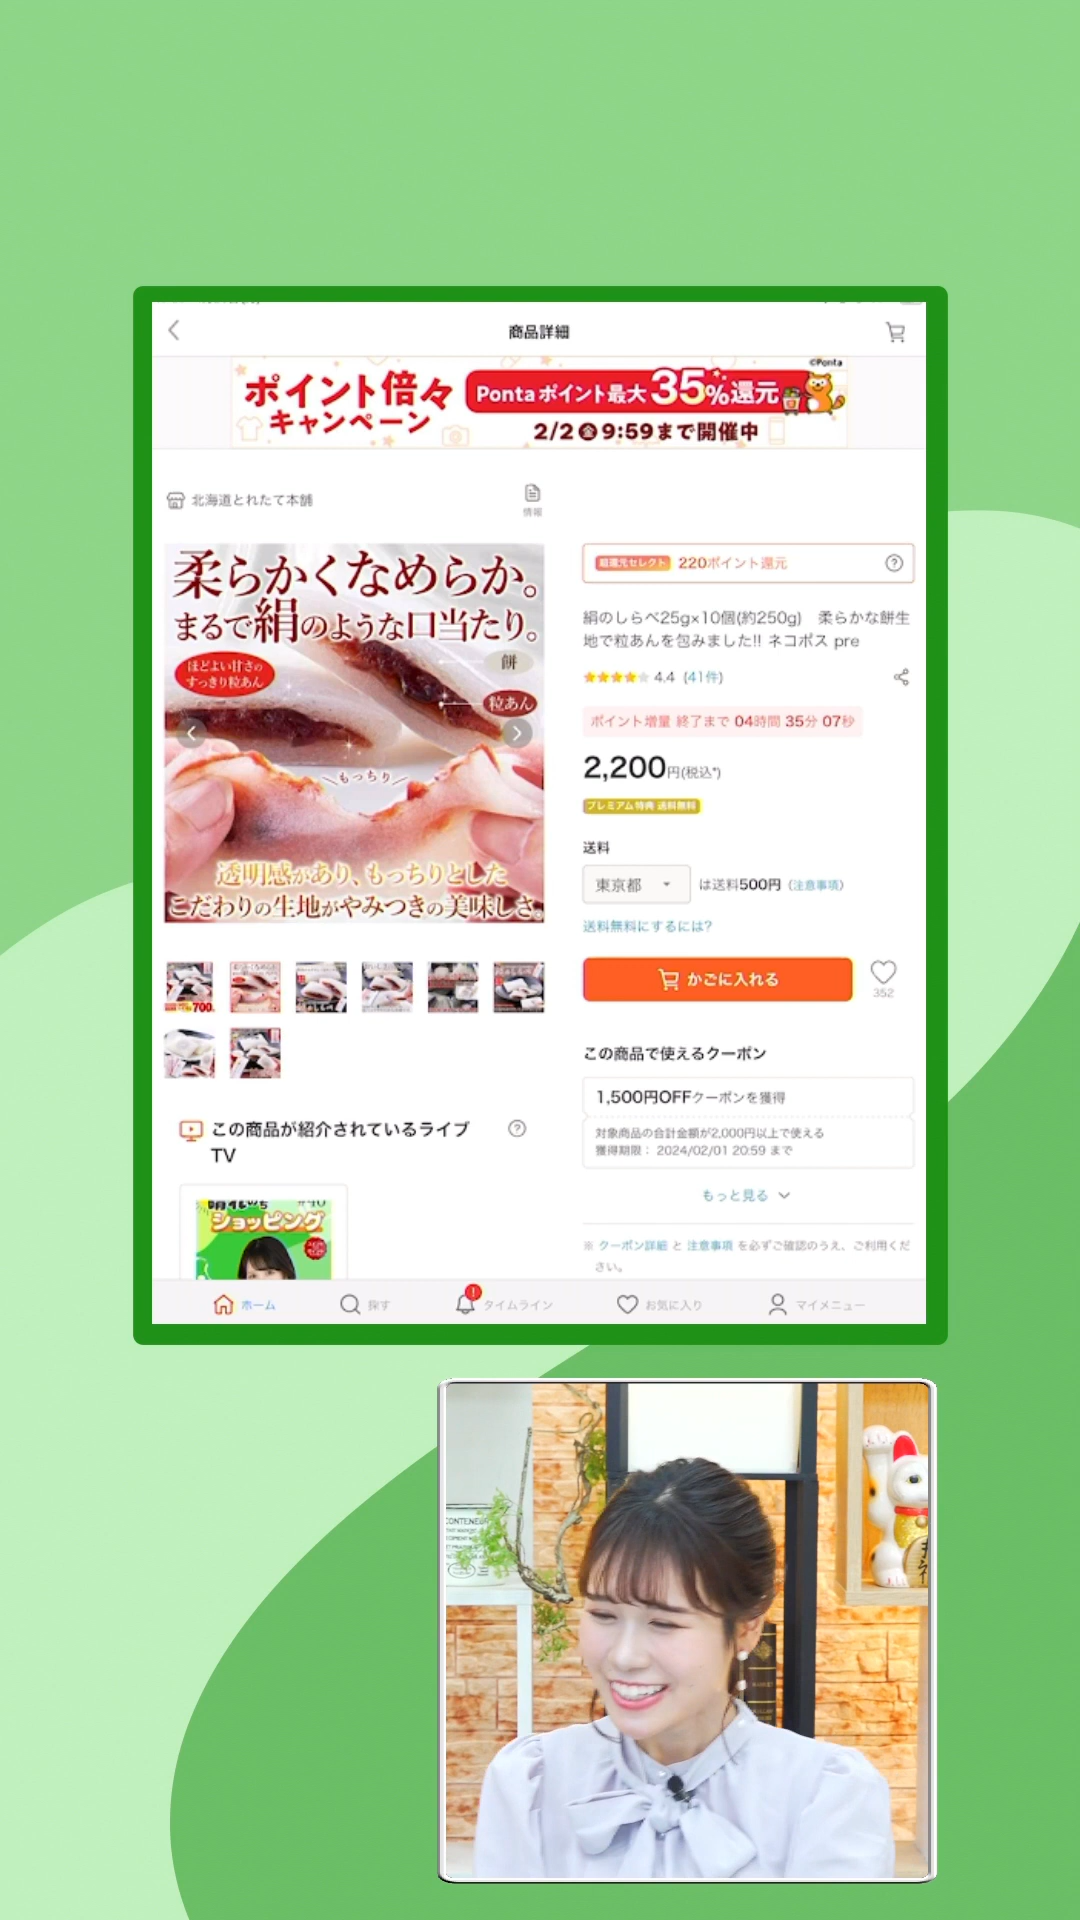 商品詳細
©Ponta
ポイント倍々
キャンペーン
Pontaポイント最大35%還元
2/2金9:59まで開催中
北海道とれたて本舗
情報
柔らかくなめらか。
まるで絹のような口当たり。
ほどよい甘さの
すっきり粒あん
餅
粒あん
もっちり
透明感があり、もっちりとした
こだわりの生地がやみつきの美味しさ。
700
超還元セレクト 220ポイント還元
絹のしらべ25g×10個(約250g) 柔らかな餅生
地で粒あんを包みました!! ネコポス pre
4.4 (41件)
ポイント増量 終了まで 04時間 35分 07秒
2,200円(税込*)
プレミアム特典 送料無料
送料
東京都 は送料500円 (注意事項)
送料無料にするには?
かごに入れる
352
この商品で使えるクーポン
1,500円OFFクーポンを獲得
対象商品の合計金額が2,000円以上で使える
獲得期限: 2024/02/01 20:59 まで
もっと見る
※ クーポン詳細 と 注意事項 を必ずご確認のうえ、ご利用くだ
さい。
この商品が紹介されているライブ
TV
晴れのち
#40
ショッピング
ホーム
探す
タイムライン
お気に入り
マイメニュー
CONTENEUR